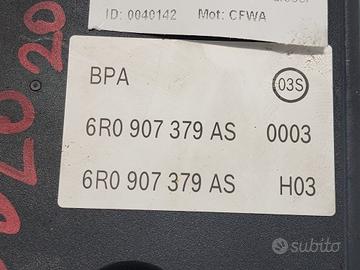 ID: 0040142 Mot: CFWA
BPA 03S
6R0 907 379 AS 0003
6R0 907 379 AS H03
subito